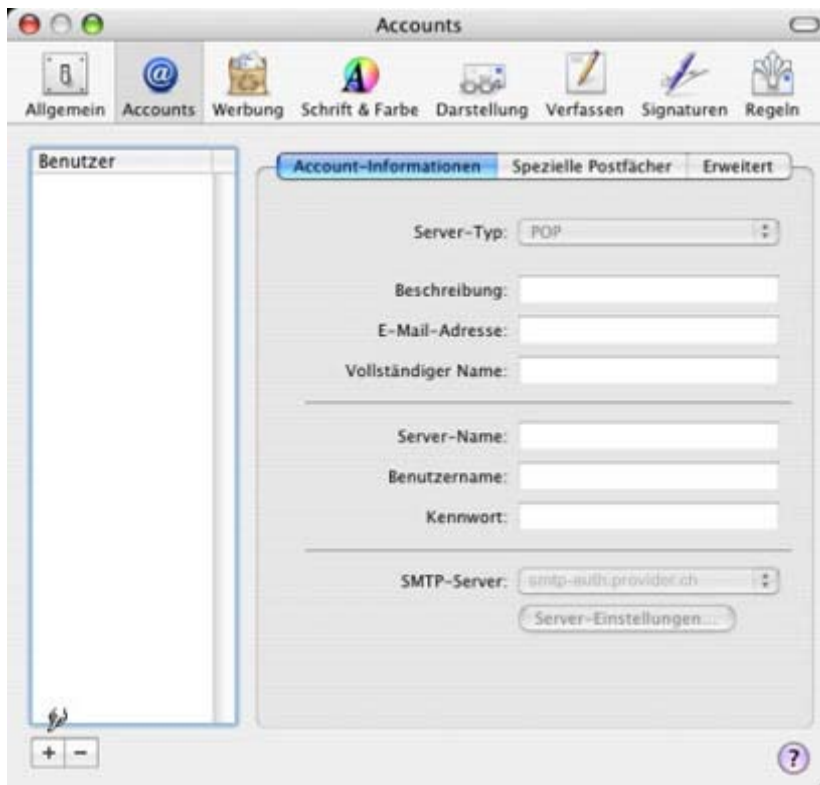 Accounts
Allgemein Accounts Werbung Schrift & Farbe Darstellung Verfassen Signaturen Regeln
Benutzer
Account-Informationen Spezielle Postfächer Erweitert
Server-Typ: POP
Beschreibung:
E-Mail-Adresse:
Vollständiger Name:
Server-Name:
Benutzername:
Kennwort:
SMTP-Server: smtp-auth.provider.ch
Server-Einstellungen...
+ − ?